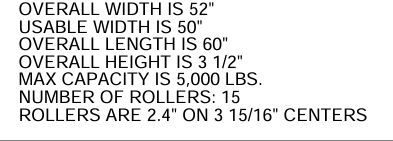 OVERALL WIDTH IS 52"
USABLE WIDTH IS 50"
OVERALL LENGTH IS 60"
OVERALL HEIGHT IS 3 1/2"
MAX CAPACITY IS 5,000 LBS.
NUMBER OF ROLLERS: 15
ROLLERS ARE 2.4" ON 3 15/16" CENTERS